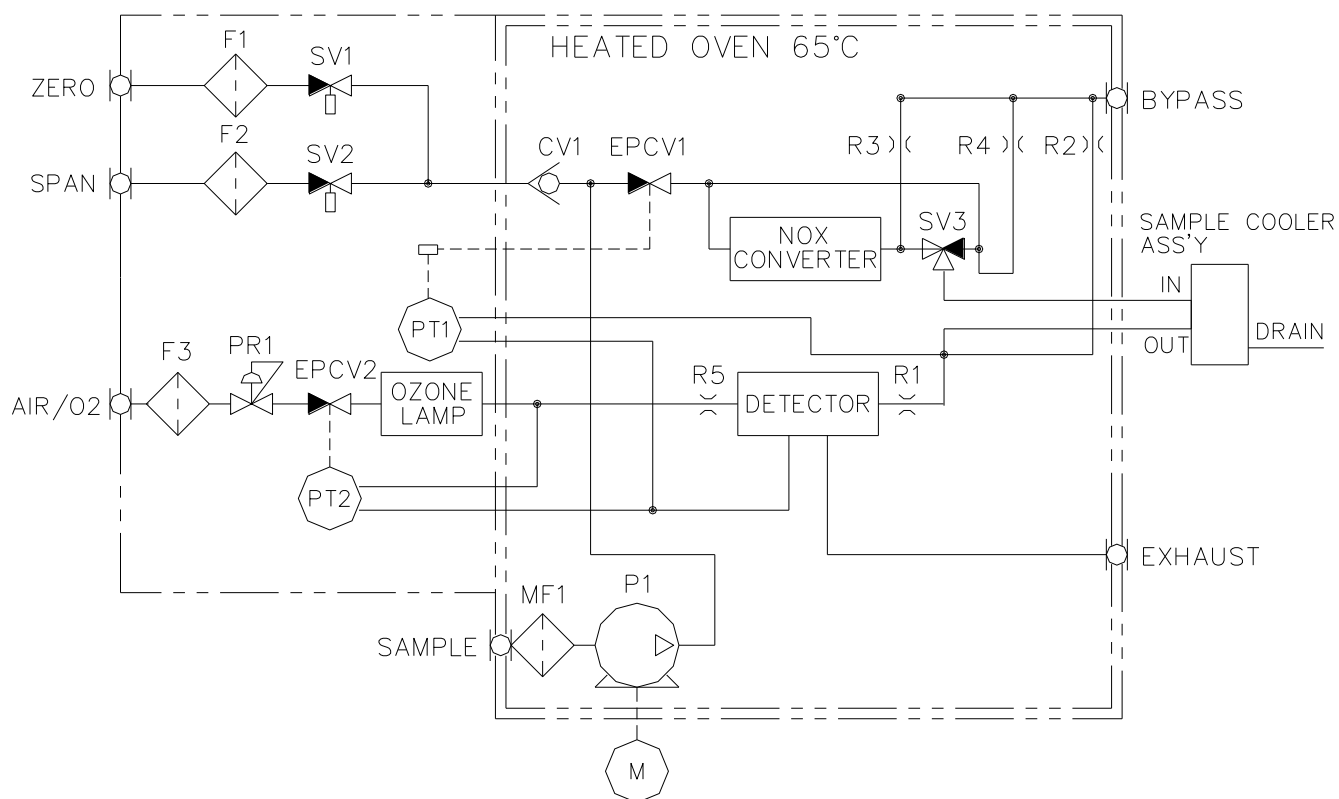 HEATED OVEN 65°C
F1
SV1
ZERO
BYPASS
F2
SV2
CV1
EPCV1
R3
R4
R2
SPAN
NOX
CONVERTER
SV3
SAMPLE COOLER
ASS'Y
IN
OUT
DRAIN
PT1
F3
PR1
EPCV2
AIR/O2
OZONE
LAMP
R5
DETECTOR
R1
PT2
EXHAUST
MF1
P1
SAMPLE
M